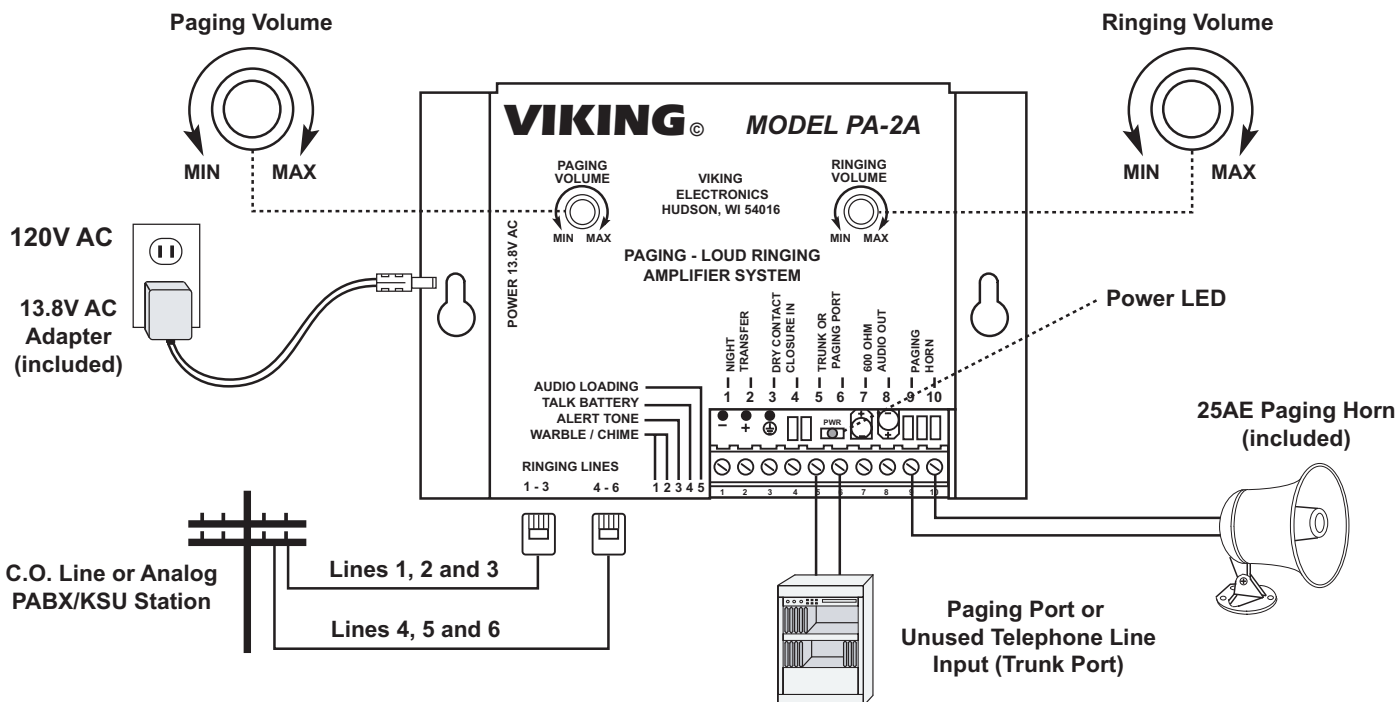 Paging Volume
Ringing Volume
MIN
MAX
MIN
MAX
VIKING ©
MODEL PA-2A
PAGING
VOLUME
MIN
MAX
VIKING
ELECTRONICS
HUDSON, WI 54016
RINGING
VOLUME
MIN
MAX
120V AC
13.8V AC
Adapter
(included)
POWER 13.8V AC
PAGING - LOUD RINGING
AMPLIFIER SYSTEM
Power LED
NIGHT
TRANSFER
DRY CONTACT
CLOSURE IN
TRUNK OR
PAGING PORT
600 OHM
AUDIO OUT
PAGING
HORN
1 2 3 4 5 6 7 8 9 10
AUDIO LOADING
TALK BATTERY
ALERT TONE
WARBLE / CHIME
- + PWR + - - +
RINGING LINES
1 - 3
4 - 6
1 2 3 4 5
1 2 3 4 5 6 7 8 9 10
25AE Paging Horn
(included)
C.O. Line or Analog
PABX/KSU Station
Lines 1, 2 and 3
Lines 4, 5 and 6
Paging Port or
Unused Telephone Line
Input (Trunk Port)